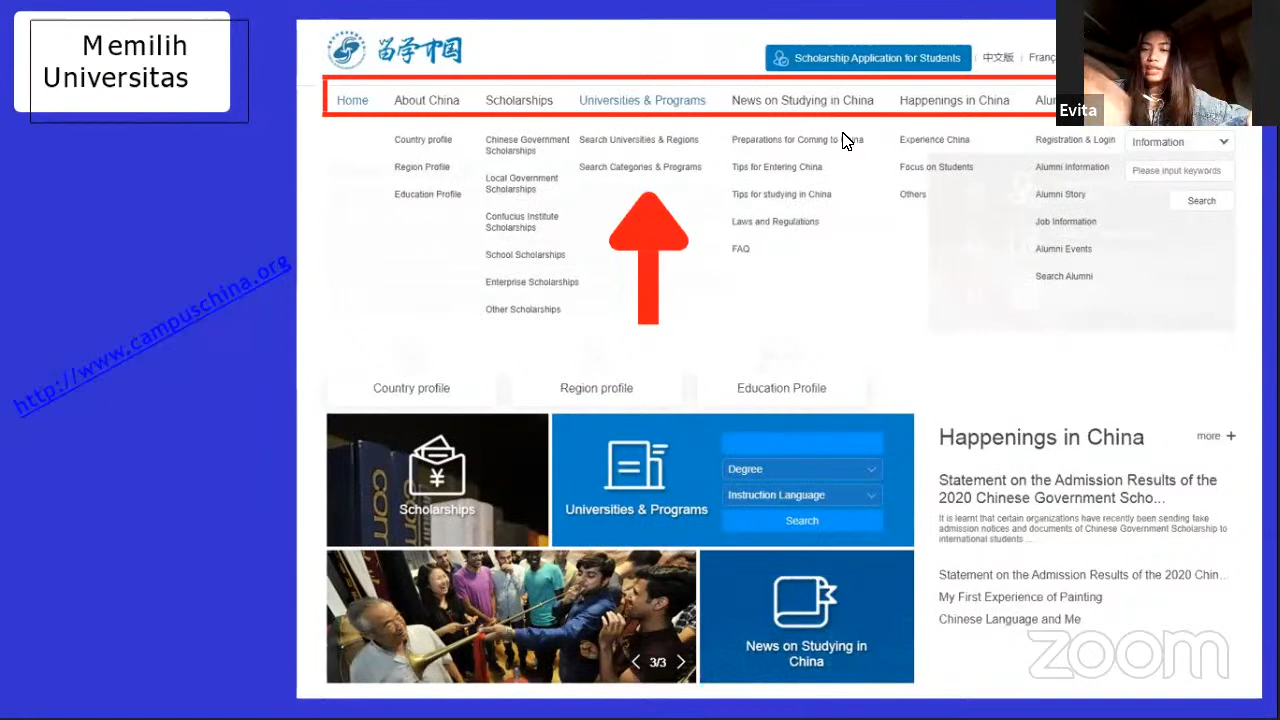 Memilih
Universitas
http://www.campuschina.org
留学中国
Scholarship Application for Students
中文版
Home
About China
Scholarships
Universities & Programs
News on Studying in China
Happenings in China
Evita
Country profile
Region Profile
Education Profile
Chinese Government
Scholarships
Local Government
Scholarships
Confucius Institute
Scholarships
School Scholarships
Enterprise Scholarships
Other Scholarships
Search Universities & Regions
Search Categories & Programs
Preparations for Coming to
Tips for Entering China
Tips for studying in China
Laws and Regulations
FAQ
Experience China
Focus on Students
Others
Registration & Login
Alumni Information
Alumni Story
Job Information
Alumni Events
Search Alumni
Information
Please input keywords
Search
Country profile
Region profile
Education Profile
Scholarships
Universities & Programs
Degree
Instruction Language
Search
3/3
News on Studying in
China
Happenings in China
more +
Statement on the Admission Results of the
2020 Chinese Government Scho...
It is learnt that certain organizations have recently been sending fake
admission notices and documents of Chinese Government Scholarship to
international students ...
Statement on the Admission Results of the 2020 Chin...
My First Experience of Painting
Chinese Language and Me
zoom